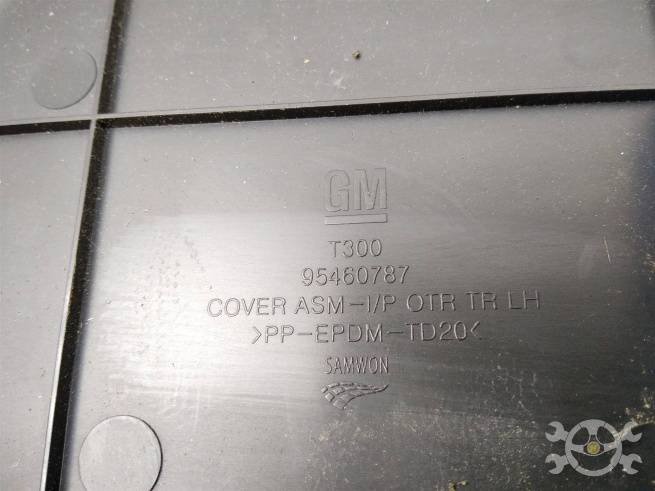 GM
T300
95460787
COVER ASM-I/P OTR TR LH
>PP-EPDM-TD20<
SAMWON